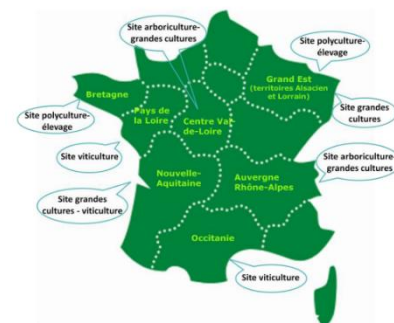 Site arboriculture-
grandes cultures
Site polyculture-
élevage
Bretagne
Grand Est
(territoires Alsacien
et Lorrain)
Pays de
la Loire
Centre Val-
de-Loire
Site polyculture-
élevage
Site grandes
cultures
Site viticulture
Site arboriculture-
grandes cultures
Nouvelle-
Aquitaine
Auvergne
Rhône-Alpes
Site grandes
cultures - viticulture
Occitanie
Site viticulture